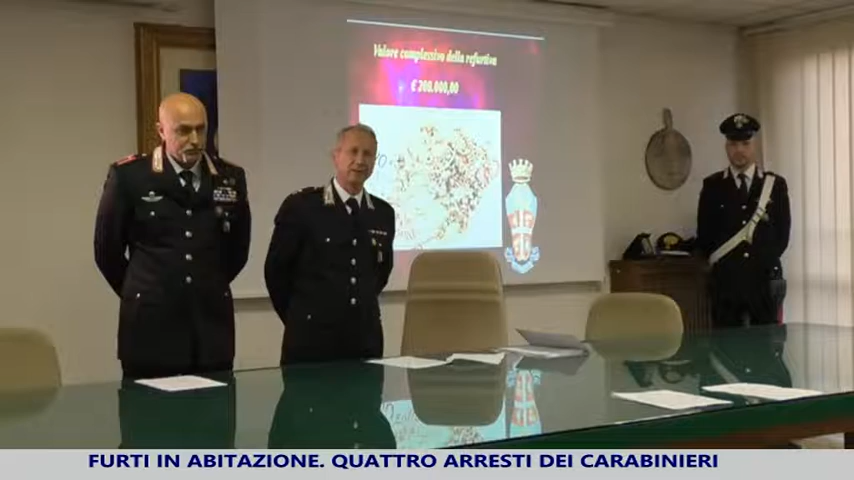 Valore complessivo della refurtiva
€ 200.000,00
FURTI IN ABITAZIONE. QUATTRO ARRESTI DEI CARABINIERI